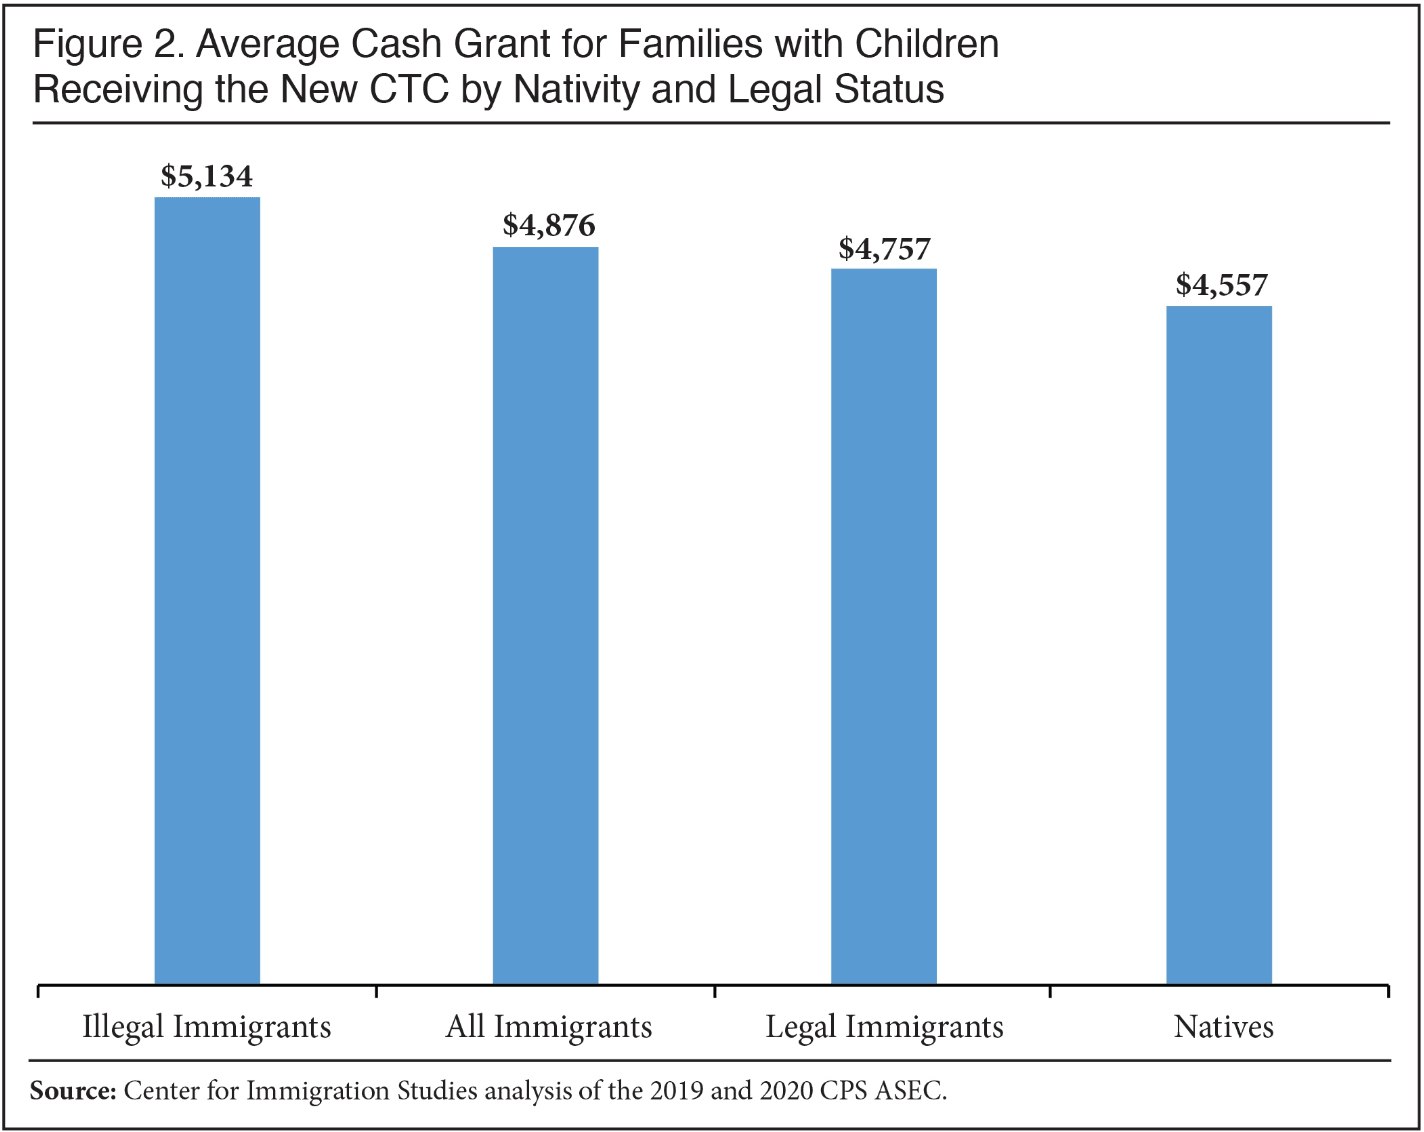 Figure 2. Average Cash Grant for Families with Children
Receiving the New CTC by Nativity and Legal Status
$5,134
$4,876
$4,757
$4,557
Illegal Immigrants
All Immigrants
Legal Immigrants
Natives
Source: Center for Immigration Studies analysis of the 2019 and 2020 CPS ASEC.